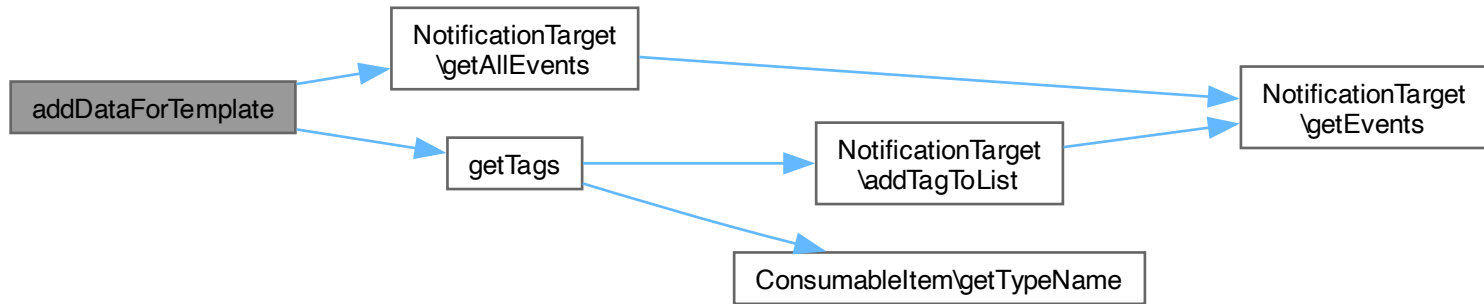 addDataForTemplate
NotificationTarget
\getAllEvents
getTags
NotificationTarget
\addTagToList
ConsumableItem\getTypeName
NotificationTarget
\getEvents